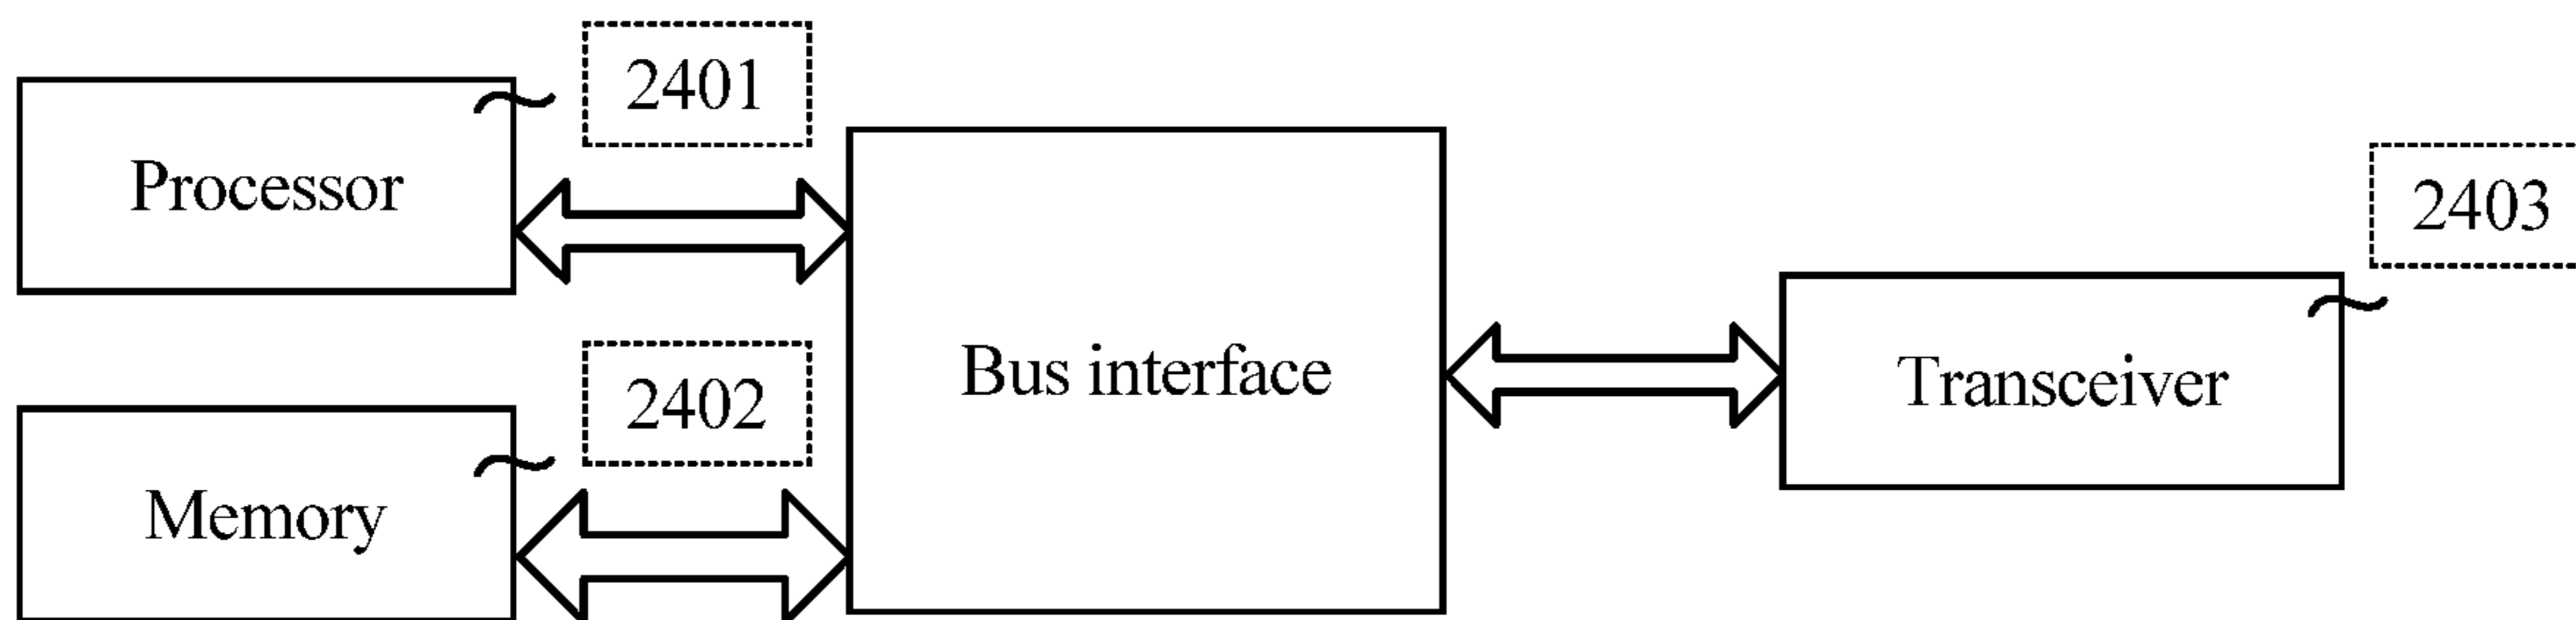 2401
Processor
2402
Memory
Bus interface
2403
Transceiver